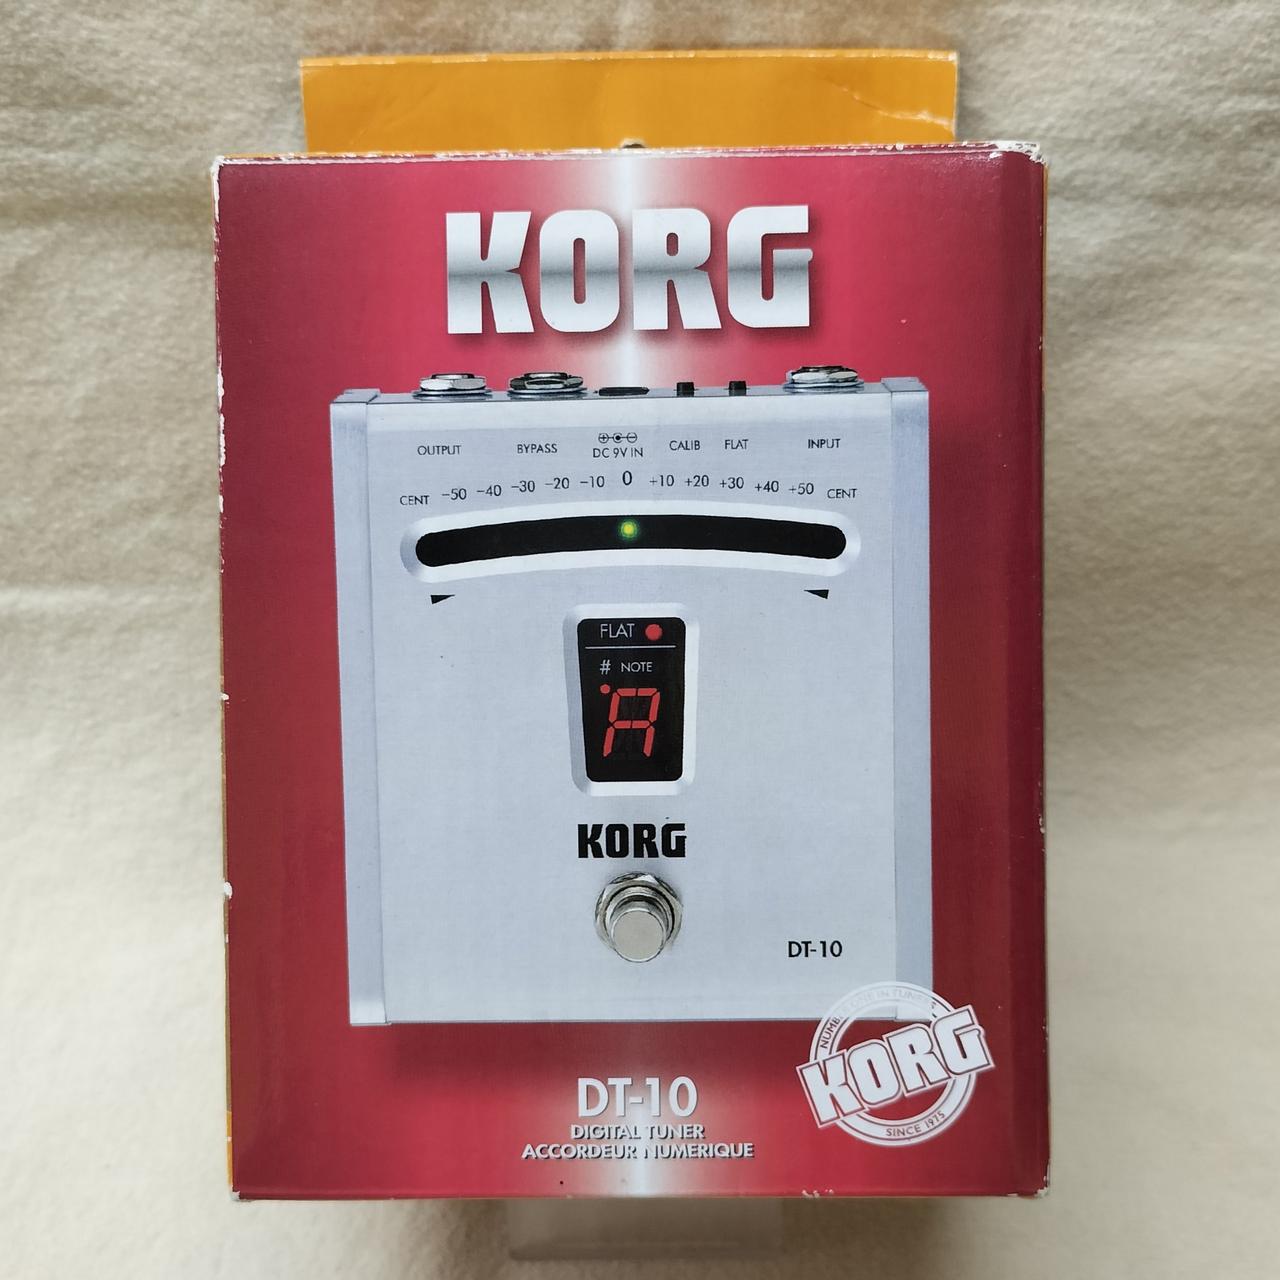 KORG
OUTPUT BYPASS DC 9V IN CALIB FLAT INPUT
CENT -50 -40 -30 -20 -10 0 +10 +20 +30 +40 +50 CENT
FLAT
# NOTE
A
KORG
DT-10
NUMBER ONE IN TUNERS
KORG
SINCE 1975
DT-10
DIGITAL TUNER
ACCORDEUR NUMERIQUE